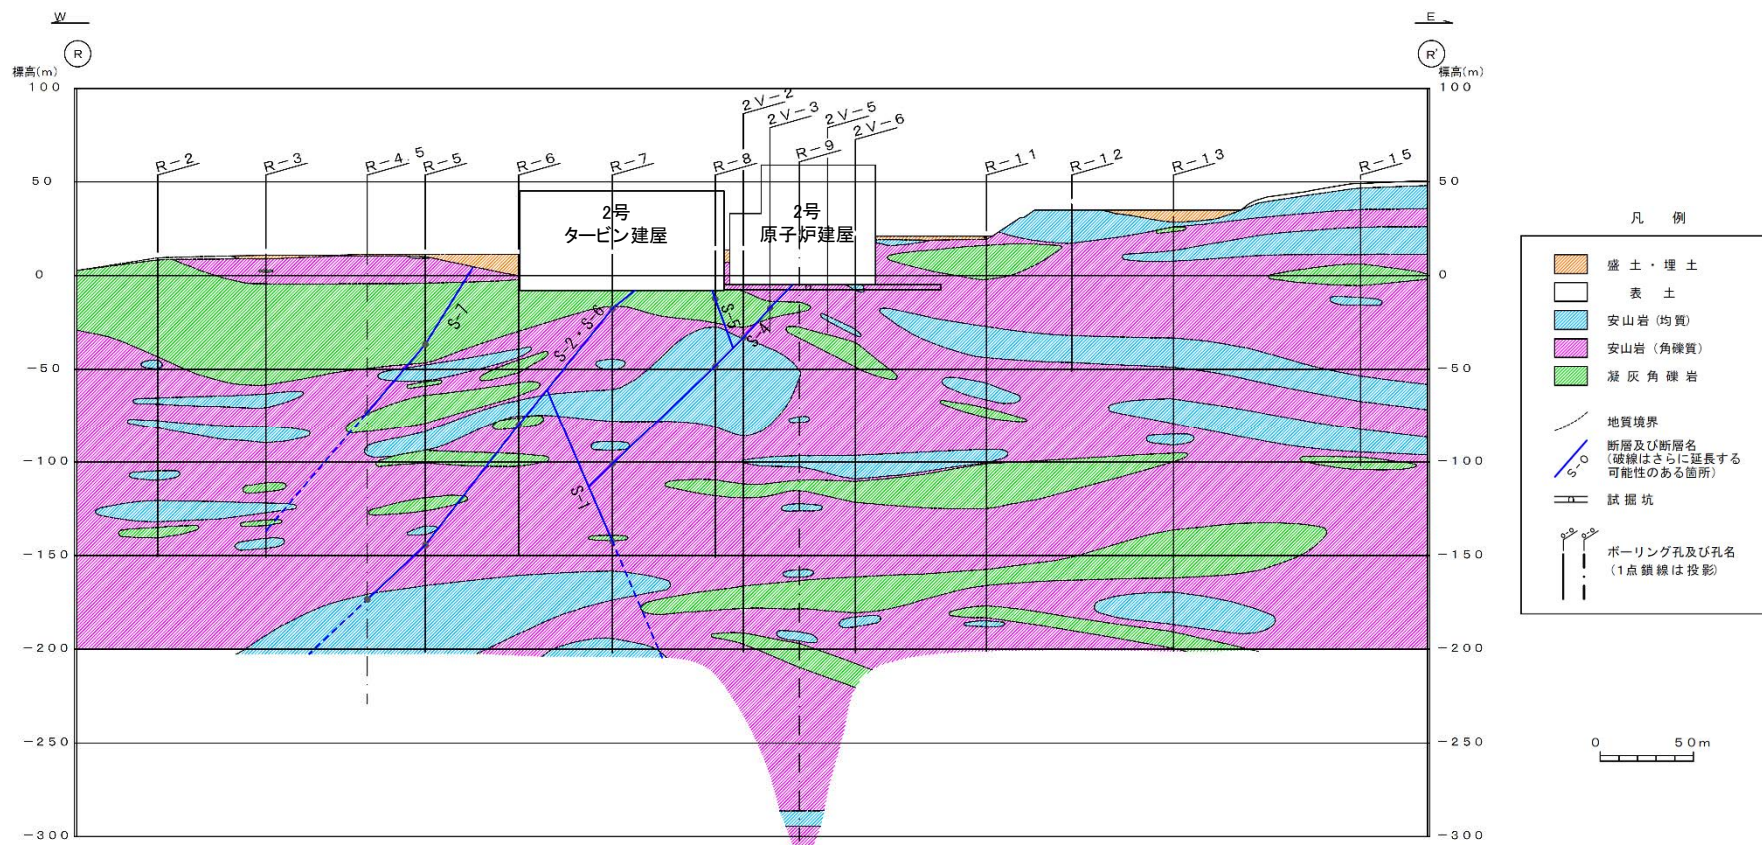 W
E
R
R'
標高(m)
標高(m)
100
50
0
−50
−100
−150
−200
−250
−300
100
50
0
−50
−100
−150
−200
−250
−300
R−2
R−3
R−4.5
R−5
R−6
R−7
R−8
2V−2
2V−3
R−9
2V−5
2V−6
R−11
R−12
R−13
R−15
2号
タービン建屋
2号
原子炉建屋
S-7
S-2・S-6
S-5
S-4
S-1
凡 例
盛土・埋土
表 土
安山岩(均質)
安山岩(角礫質)
凝灰角礫岩
地質境界
S-O
断層及び断層名
(破線はさらに延長する
可能性のある箇所)
試掘坑
ボーリング孔及び孔名
(1点鎖線は投影)
0 50m